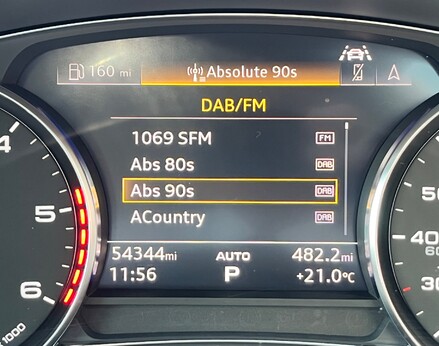 160 mi Absolute 90s A
DAB/FM
1069 SFM FM
Abs 80s DAB
Abs 90s DAB
ACountry DAB
54344mi AUTO 482.2mi
11:56 P +21.0°C
4
5
6
1000
40
60
30